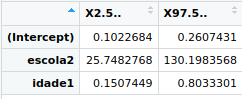 X2.5.. X97.5..
(Intercept) 0.1022684 0.2607431
escola2 25.7482768 130.1983568
idade1 0.1507449 0.8033301